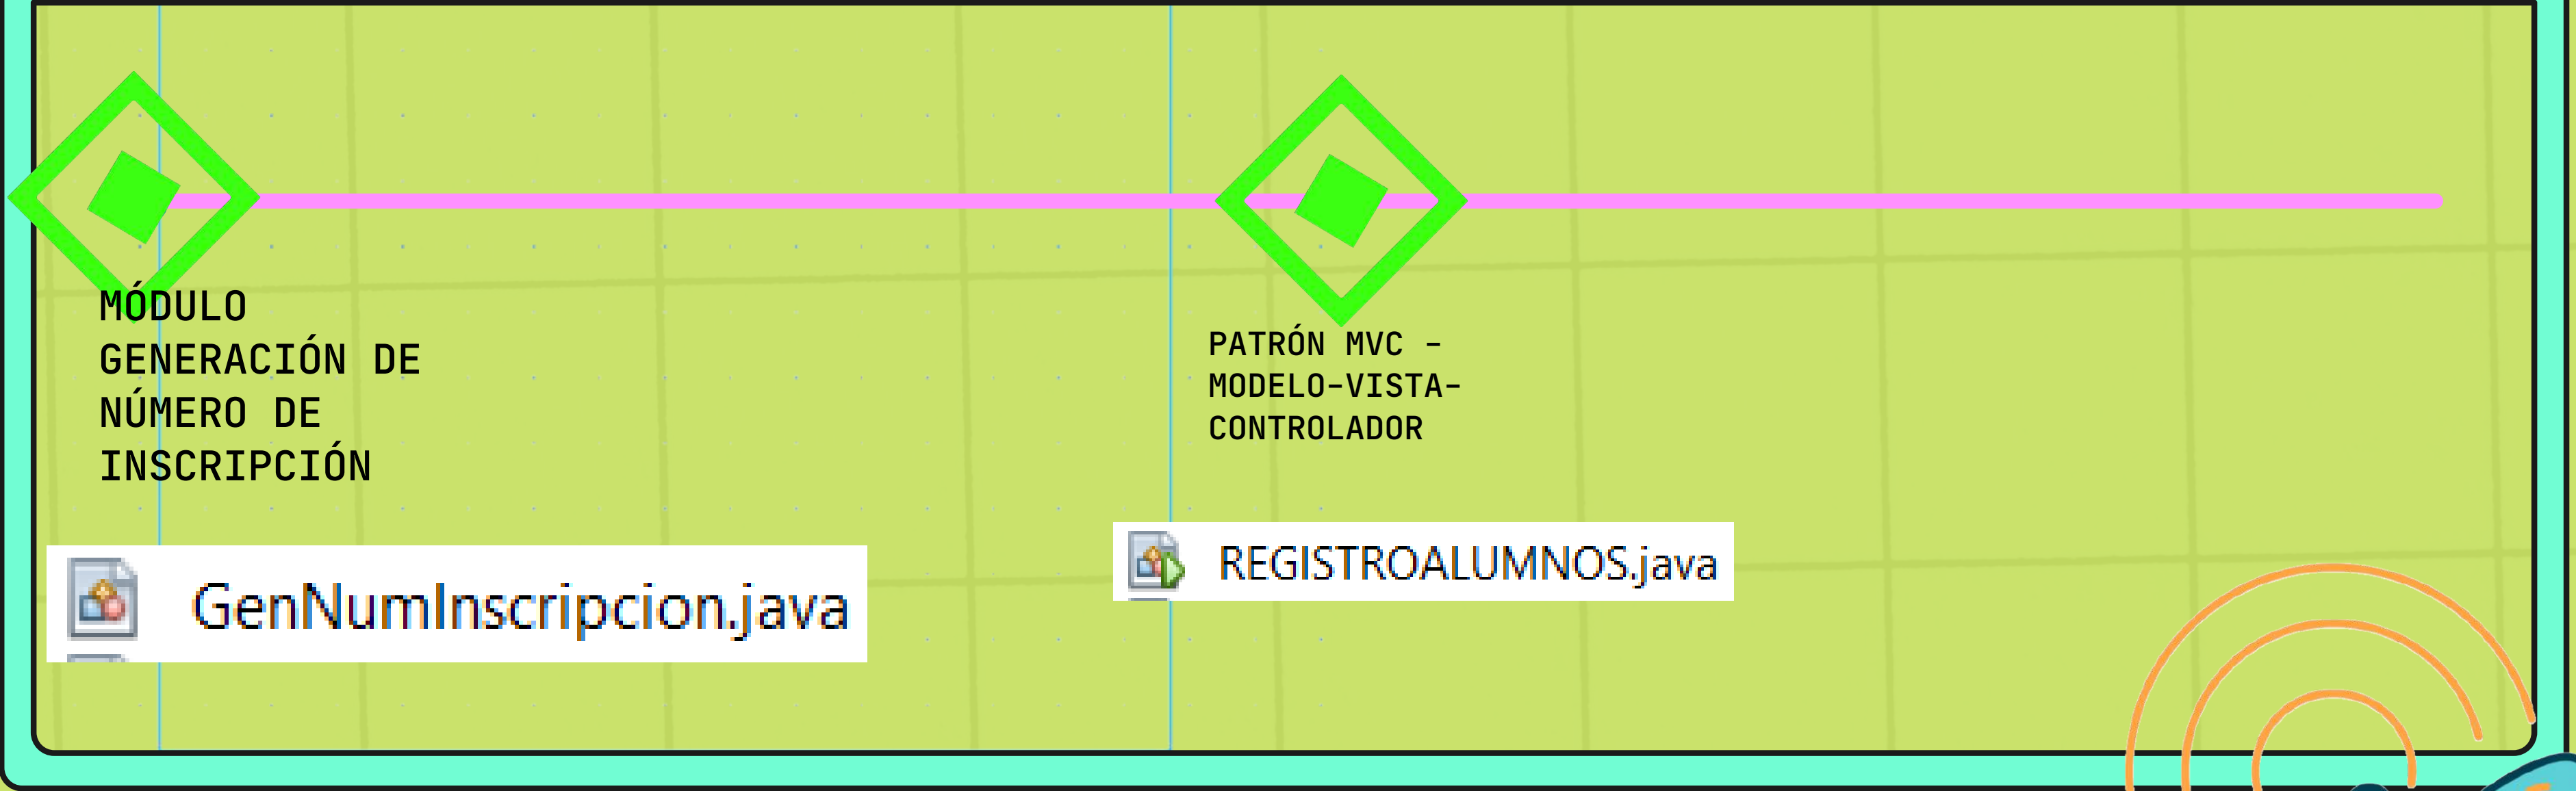 MÓDULO
GENERACIÓN DE
NÚMERO DE
INSCRIPCIÓN
GenNumInscripcion.java
PATRÓN MVC -
MODELO-VISTA-
CONTROLADOR
REGISTROALUMNOS.java